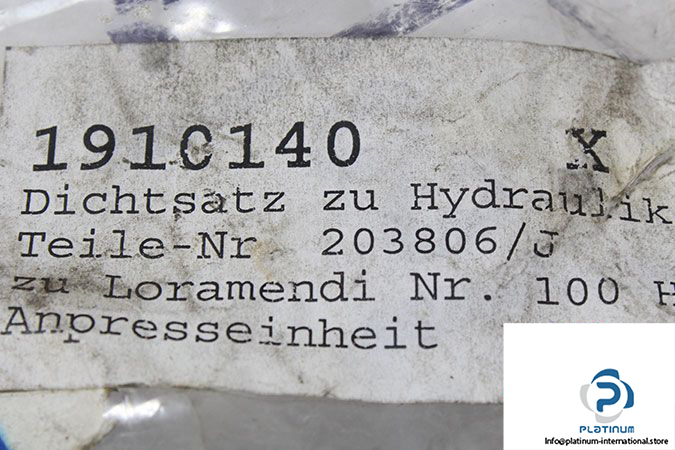 1910140 X
Dichtsatz zu Hydraulik
Teile-Nr 203806/J
zu Loramendi Nr. 100 H
Anpresseinheit
PLATINUM
Info@platinum-international.store